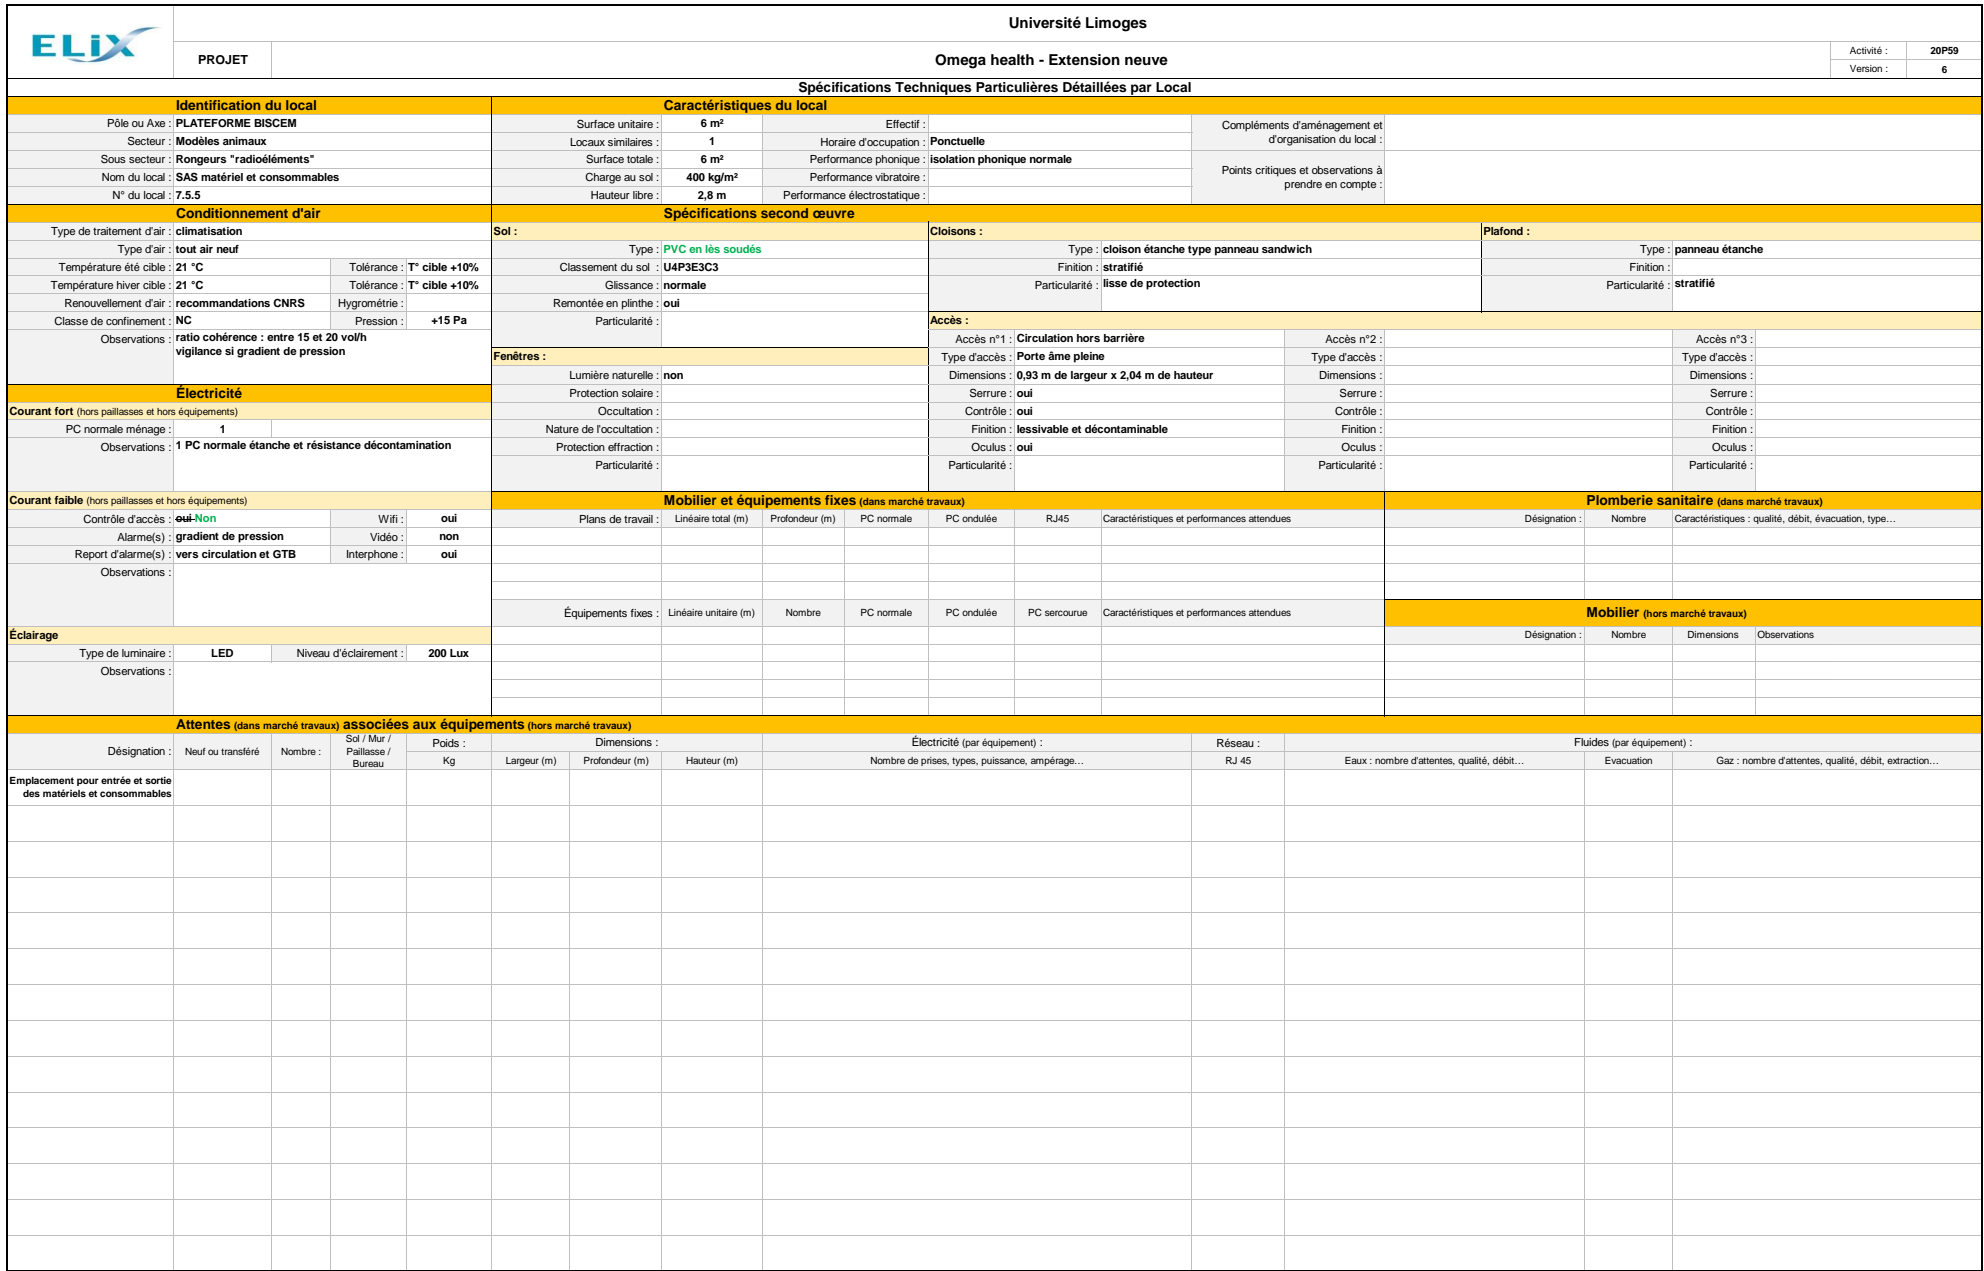 ELiX
Université Limoges
PROJET
Omega health - Extension neuve
Activité : 20P59
Version : 6
Spécifications Techniques Particulières Détaillées par Local
Identification du local
Pôle ou Axe : PLATEFORME BISCEM
Secteur : Modèles animaux
Sous secteur : Rongeurs "radioéléments"
Nom du local : SAS matériel et consommables
N° du local : 7.5.5
Caractéristiques du local
Surface unitaire : 6 m² Effectif :
Locaux similaires : 1 Horaire d'occupation : Ponctuelle
Surface totale : 6 m² Performance phonique : isolation phonique normale
Charge au sol : 400 kg/m² Performance vibratoire :
Hauteur libre : 2,8 m Performance électrostatique :
Compléments d'aménagement et
d'organisation du local :
Points critiques et observations à
prendre en compte :
Conditionnement d'air
Type de traitement d'air : climatisation
Type d'air : tout air neuf
Température été cible : 21 °C Tolérance : T° cible +10%
Température hiver cible : 21 °C Tolérance : T° cible +10%
Renouvellement d'air : recommandations CNRS Hygrométrie :
Classe de confinement : NC Pression : +15 Pa
Observations : ratio cohérence : entre 15 et 20 vol/h
vigilance si gradient de pression
Spécifications second œuvre
Sol :
Type : PVC en lès soudés
Classement du sol : U4P3E3C3
Glissance : normale
Remontée en plinthe : oui
Particularité :
Cloisons :
Type : cloison étanche type panneau sandwich
Finition : stratifié
Particularité : lisse de protection
Plafond :
Type : panneau étanche
Finition :
Particularité : stratifié
Fenêtres :
Lumière naturelle : non
Protection solaire :
Occultation :
Nature de l'occultation :
Protection effraction :
Particularité :
Accès :
Accès n°1 : Circulation hors barrière Accès n°2 : Accès n°3 :
Type d'accès : Porte âme pleine Type d'accès : Type d'accès :
Dimensions : 0,93 m de largeur x 2,04 m de hauteur Dimensions : Dimensions :
Serrure : oui Serrure : Serrure :
Contrôle : oui Contrôle : Contrôle :
Finition : lessivable et décontaminable Finition : Finition :
Oculus : oui Oculus : Oculus :
Particularité : Particularité : Particularité :
Électricité
Courant fort (hors paillasses et hors équipements)
PC normale ménage : 1
Observations : 1 PC normale étanche et résistance décontamination
Courant faible (hors paillasses et hors équipements)
Contrôle d'accès : oui Non Wifi : oui
Alarme(s) : gradient de pression Vidéo : non
Report d'alarme(s) : vers circulation et GTB Interphone : oui
Observations :
Éclairage
Type de luminaire : LED Niveau d'éclairement : 200 Lux
Observations :
Mobilier et équipements fixes (dans marché travaux)
Plans de travail : Linéaire total (m) Profondeur (m) PC normale PC ondulée RJ45 Caractéristiques et performances attendues
Équipements fixes : Linéaire unitaire (m) Nombre PC normale PC ondulée PC sercourue Caractéristiques et performances attendues
Plomberie sanitaire (dans marché travaux)
Désignation : Nombre Caractéristiques : qualité, débit, évacuation, type…
Mobilier (hors marché travaux)
Désignation : Nombre Dimensions Observations
Attentes (dans marché travaux) associées aux équipements (hors marché travaux)
Désignation : Neuf ou transféré Nombre : Sol / Mur /
Paillasse /
Bureau
Poids : Dimensions : Électricité (par équipement) : Réseau : Fluides (par équipement) :
Kg Largeur (m) Profondeur (m) Hauteur (m) Nombre de prises, types, puissance, ampérage… RJ 45 Eaux : nombre d'attentes, qualité, débit… Evacuation Gaz : nombre d'attentes, qualité, débit, extraction…
Emplacement pour entrée et sortie
des matériels et consommables